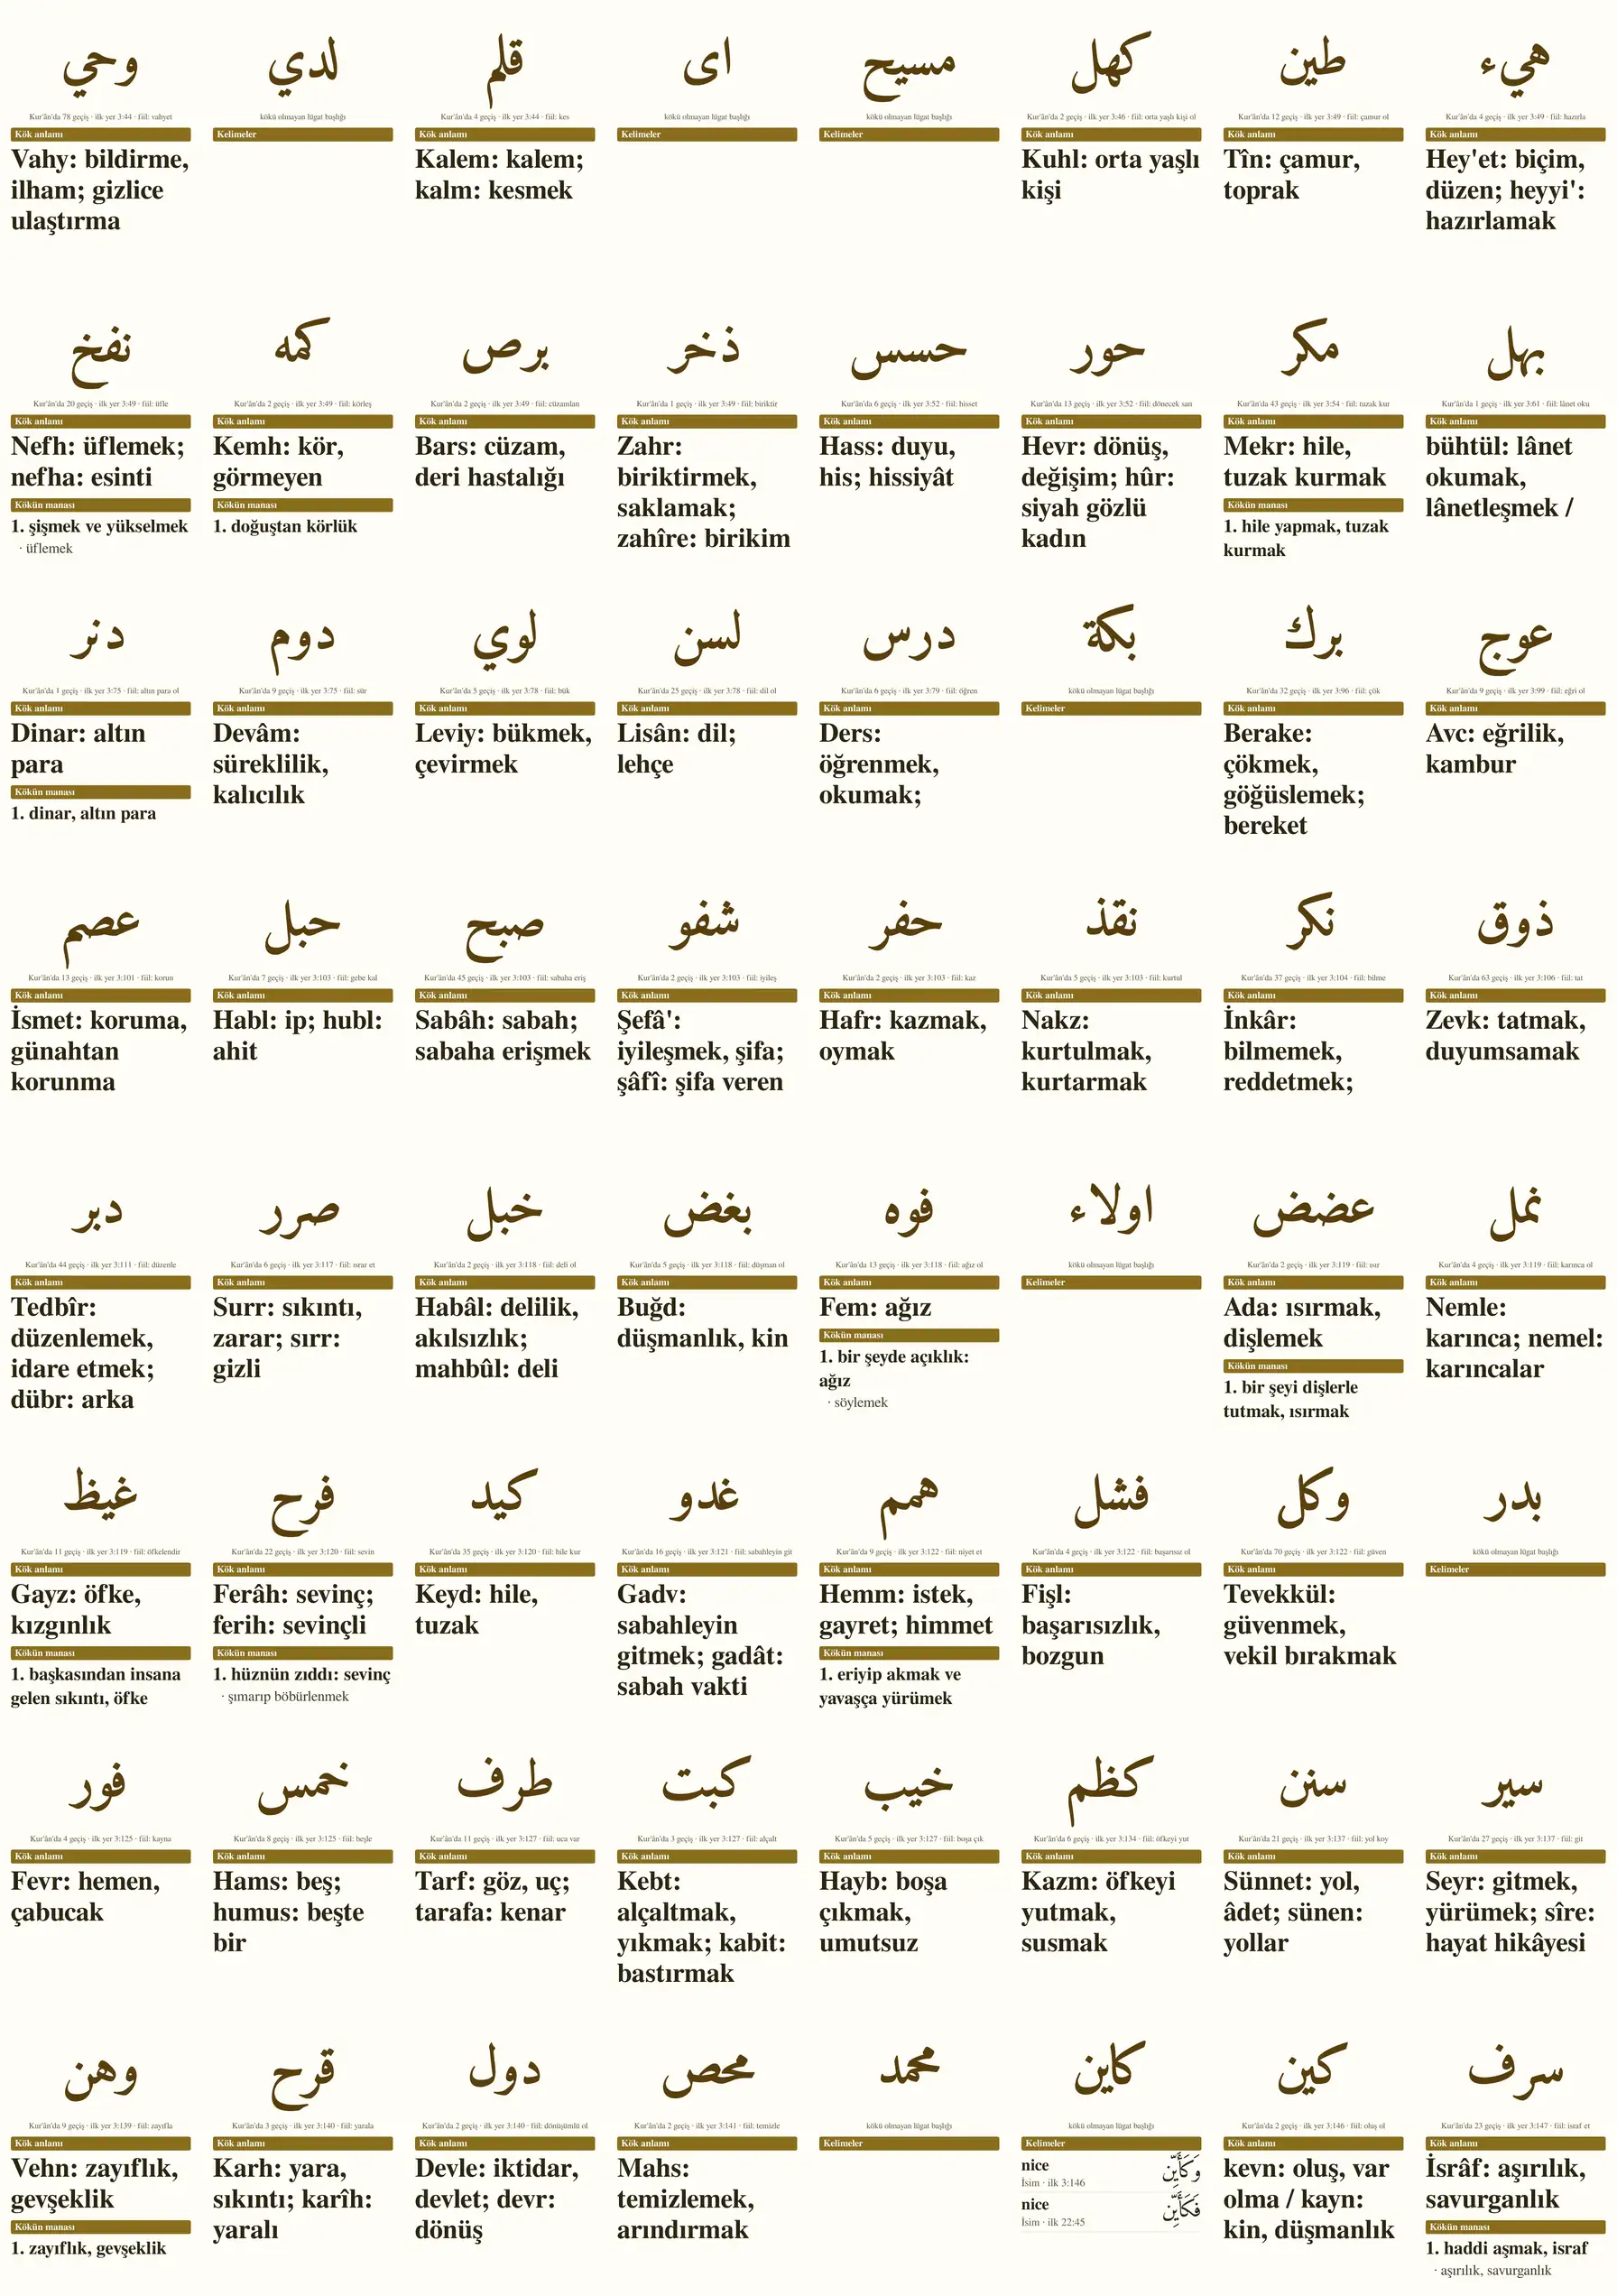 وحي
Kur'ân'da 78 geçiş · ilk yer 3:44 · fiil: vahyet
Kök anlamı
Vahy: bildirme,
ilham; gizlice
ulaştırma
لدي
kökü olmayan lügat başlığı
Kelimeler
قلم
Kur'ân'da 4 geçiş · ilk yer 3:44 · fiil: kes
Kök anlamı
Kalem: kalem;
kalm: kesmek
اى
kökü olmayan lügat başlığı
Kelimeler
مسيح
kökü olmayan lügat başlığı
Kelimeler
كهل
Kur'ân'da 2 geçiş · ilk yer 3:46 · fiil: orta yaşlı kişi ol
Kök anlamı
Kuhl: orta yaşlı
kişi
طين
Kur'ân'da 12 geçiş · ilk yer 3:49 · fiil: çamur ol
Kök anlamı
Tîn: çamur,
toprak
هيء
Kur'ân'da 4 geçiş · ilk yer 3:49 · fiil: hazırla
Kök anlamı
Hey'et: biçim,
düzen; heyyi':
hazırlamak
نفخ
Kur'ân'da 20 geçiş · ilk yer 3:49 · fiil: üfle
Kök anlamı
Nefh: üflemek;
nefha: esinti
Kökün manası
1. şişmek ve yükselmek
· üflemek
كمه
Kur'ân'da 2 geçiş · ilk yer 3:49 · fiil: körleş
Kök anlamı
Kemh: kör,
görmeyen
Kökün manası
1. doğuştan körlük
برص
Kur'ân'da 2 geçiş · ilk yer 3:49 · fiil: cüzamlan
Kök anlamı
Bars: cüzam,
deri hastalığı
ذخر
Kur'ân'da 1 geçiş · ilk yer 3:49 · fiil: biriktir
Kök anlamı
Zahr:
biriktirmek,
saklamak;
zahîre: birikim
حسس
Kur'ân'da 6 geçiş · ilk yer 3:52 · fiil: hisset
Kök anlamı
Hass: duyu,
his; hissiyât
حور
Kur'ân'da 13 geçiş · ilk yer 3:52 · fiil: dönecek san
Kök anlamı
Hevr: dönüş,
değişim; hûr:
siyah gözlü
kadın
مكر
Kur'ân'da 43 geçiş · ilk yer 3:54 · fiil: tuzak kur
Kök anlamı
Mekr: hile,
tuzak kurmak
Kökün manası
1. hile yapmak, tuzak
kurmak
بهل
Kur'ân'da 1 geçiş · ilk yer 3:61 · fiil: lânet oku
Kök anlamı
bühtül: lânet
okumak,
lânetleşmek /
دنر
Kur'ân'da 1 geçiş · ilk yer 3:75 · fiil: altın para ol
Kök anlamı
Dinar: altın
para
Kökün manası
1. dinar, altın para
دوم
Kur'ân'da 9 geçiş · ilk yer 3:75 · fiil: sür
Kök anlamı
Devâm:
süreklilik,
kalıcılık
لوي
Kur'ân'da 5 geçiş · ilk yer 3:78 · fiil: bük
Kök anlamı
Leviy: bükmek,
çevirmek
لسن
Kur'ân'da 25 geçiş · ilk yer 3:78 · fiil: dil ol
Kök anlamı
Lisân: dil;
lehçe
درس
Kur'ân'da 6 geçiş · ilk yer 3:79 · fiil: öğren
Kök anlamı
Ders:
öğrenmek,
okumak;
بكة
kökü olmayan lügat başlığı
Kelimeler
برك
Kur'ân'da 32 geçiş · ilk yer 3:96 · fiil: çök
Kök anlamı
Berake:
çökmek,
göğüslemek;
bereket
عوج
Kur'ân'da 9 geçiş · ilk yer 3:99 · fiil: eğri ol
Kök anlamı
Avc: eğrilik,
kambur
عصم
Kur'ân'da 13 geçiş · ilk yer 3:101 · fiil: korun
Kök anlamı
İsmet: koruma,
günahtan
korunma
حبل
Kur'ân'da 7 geçiş · ilk yer 3:103 · fiil: gebe kal
Kök anlamı
Habl: ip; hubl:
ahit
صبح
Kur'ân'da 45 geçiş · ilk yer 3:103 · fiil: sabaha eriş
Kök anlamı
Sabâh: sabah;
sabaha erişmek
شفو
Kur'ân'da 2 geçiş · ilk yer 3:103 · fiil: iyileş
Kök anlamı
Şefâ':
iyileşmek, şifa;
şâfî: şifa veren
حفر
Kur'ân'da 2 geçiş · ilk yer 3:103 · fiil: kaz
Kök anlamı
Hafr: kazmak,
oymak
نقذ
Kur'ân'da 5 geçiş · ilk yer 3:103 · fiil: kurtul
Kök anlamı
Nakz:
kurtulmak,
kurtarmak
نكر
Kur'ân'da 37 geçiş · ilk yer 3:104 · fiil: bilme
Kök anlamı
İnkâr:
bilmemek,
reddetmek;
ذوق
Kur'ân'da 63 geçiş · ilk yer 3:106 · fiil: tat
Kök anlamı
Zevk: tatmak,
duyumsamak
دبر
Kur'ân'da 44 geçiş · ilk yer 3:111 · fiil: düzenle
Kök anlamı
Tedbîr:
düzenlemek,
idare etmek;
dübr: arka
صرر
Kur'ân'da 6 geçiş · ilk yer 3:117 · fiil: ısrar et
Kök anlamı
Surr: sıkıntı,
zarar; sırr:
gizli
خبل
Kur'ân'da 2 geçiş · ilk yer 3:118 · fiil: deli ol
Kök anlamı
Habâl: delilik,
akılsızlık;
mahbûl: deli
بغض
Kur'ân'da 5 geçiş · ilk yer 3:118 · fiil: düşman ol
Kök anlamı
Buğd:
düşmanlık, kin
فوه
Kur'ân'da 13 geçiş · ilk yer 3:118 · fiil: ağız ol
Kök anlamı
Fem: ağız
Kökün manası
1. bir şeyde açıklık:
ağız
· söylemek
اولاء
kökü olmayan lügat başlığı
Kelimeler
عضض
Kur'ân'da 2 geçiş · ilk yer 3:119 · fiil: ısır
Kök anlamı
Ada: ısırmak,
dişlemek
Kökün manası
1. bir şeyi dişlerle
tutmak, ısırmak
نمل
Kur'ân'da 4 geçiş · ilk yer 3:119 · fiil: karınca ol
Kök anlamı
Nemle:
karınca; nemel:
karıncalar
غيظ
Kur'ân'da 11 geçiş · ilk yer 3:119 · fiil: öfkelendir
Kök anlamı
Gayz: öfke,
kızgınlık
Kökün manası
1. başkasından insana
gelen sıkıntı, öfke
فرح
Kur'ân'da 22 geçiş · ilk yer 3:120 · fiil: sevin
Kök anlamı
Ferâh: sevinç;
ferih: sevinçli
Kökün manası
1. hüznün zıddı: sevinç
· şımarıp böbürlenmek
كيد
Kur'ân'da 35 geçiş · ilk yer 3:120 · fiil: hile kur
Kök anlamı
Keyd: hile,
tuzak
غدو
Kur'ân'da 16 geçiş · ilk yer 3:121 · fiil: sabahleyin git
Kök anlamı
Gadv:
sabahleyin
gitmek; gadât:
sabah vakti
همم
Kur'ân'da 9 geçiş · ilk yer 3:122 · fiil: niyet et
Kök anlamı
Hemm: istek,
gayret; himmet
Kökün manası
1. eriyip akmak ve
yavaşça yürümek
فشل
Kur'ân'da 4 geçiş · ilk yer 3:122 · fiil: başarısız ol
Kök anlamı
Fişl:
başarısızlık,
bozgun
وكل
Kur'ân'da 70 geçiş · ilk yer 3:122 · fiil: güven
Kök anlamı
Tevekkül:
güvenmek,
vekil bırakmak
بدر
kökü olmayan lügat başlığı
Kelimeler
فور
Kur'ân'da 4 geçiş · ilk yer 3:125 · fiil: kayna
Kök anlamı
Fevr: hemen,
çabucak
خمس
Kur'ân'da 8 geçiş · ilk yer 3:125 · fiil: beşle
Kök anlamı
Hams: beş;
humus: beşte
bir
طرف
Kur'ân'da 11 geçiş · ilk yer 3:127 · fiil: uca var
Kök anlamı
Tarf: göz, uç;
tarafa: kenar
كبت
Kur'ân'da 3 geçiş · ilk yer 3:127 · fiil: alçalt
Kök anlamı
Kebt:
alçaltmak,
yıkmak; kabit:
bastırmak
خيب
Kur'ân'da 5 geçiş · ilk yer 3:127 · fiil: boşa çık
Kök anlamı
Hayb: boşa
çıkmak,
umutsuz
كظم
Kur'ân'da 6 geçiş · ilk yer 3:134 · fiil: öfkeyi yut
Kök anlamı
Kazm: öfkeyi
yutmak,
susmak
سنن
Kur'ân'da 21 geçiş · ilk yer 3:137 · fiil: yol koy
Kök anlamı
Sünnet: yol,
âdet; sünen:
yollar
سير
Kur'ân'da 27 geçiş · ilk yer 3:137 · fiil: git
Kök anlamı
Seyr: gitmek,
yürümek; sîre:
hayat hikâyesi
وهن
Kur'ân'da 9 geçiş · ilk yer 3:139 · fiil: zayıfla
Kök anlamı
Vehn: zayıflık,
gevşeklik
Kökün manası
1. zayıflık, gevşeklik
قرح
Kur'ân'da 3 geçiş · ilk yer 3:140 · fiil: yarala
Kök anlamı
Karh: yara,
sıkıntı; karîh:
yaralı
دول
Kur'ân'da 2 geçiş · ilk yer 3:140 · fiil: dönüşümlü ol
Kök anlamı
Devle: iktidar,
devlet; devr:
dönüş
محص
Kur'ân'da 2 geçiş · ilk yer 3:141 · fiil: temizle
Kök anlamı
Mahs:
temizlemek,
arındırmak
محمد
kökü olmayan lügat başlığı
Kelimeler
كاين
kökü olmayan lügat başlığı
Kelimeler
nice وَكَأَيِّن
İsim · ilk 3:146
nice فَكَأَيِّن
İsim · ilk 22:45
كين
Kur'ân'da 2 geçiş · ilk yer 3:146 · fiil: oluş ol
Kök anlamı
kevn: oluş, var
olma / kayn:
kin, düşmanlık
سرف
Kur'ân'da 23 geçiş · ilk yer 3:147 · fiil: israf et
Kök anlamı
İsrâf: aşırılık,
savurganlık
Kökün manası
1. haddi aşmak, israf
· aşırılık, savurganlık